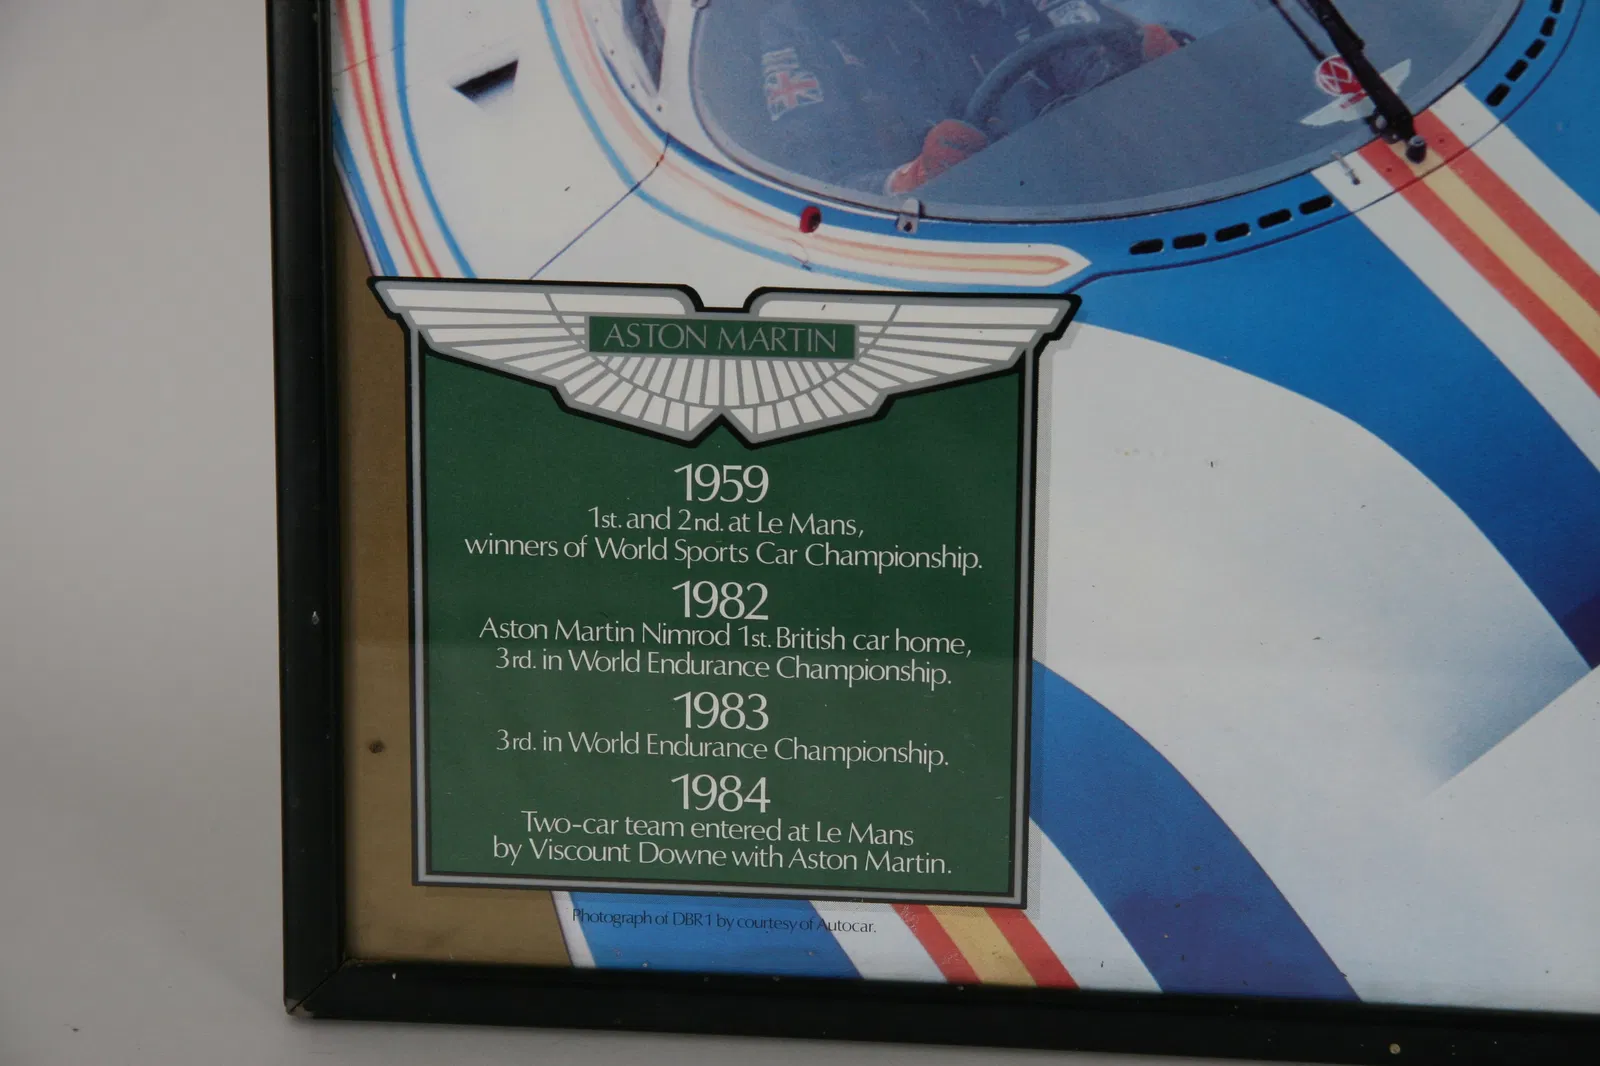 ASTON MARTIN
1959
1st. and 2nd. at Le Mans,
winners of World Sports Car Championship.
1982
Aston Martin Nimrod 1st. British car home,
3rd. in World Endurance Championship.
1983
3rd. in World Endurance Championship.
1984
Two-car team entered at Le Mans
by Viscount Downe with Aston Martin.
Photograph of DBR1 by courtesy of Autocar.